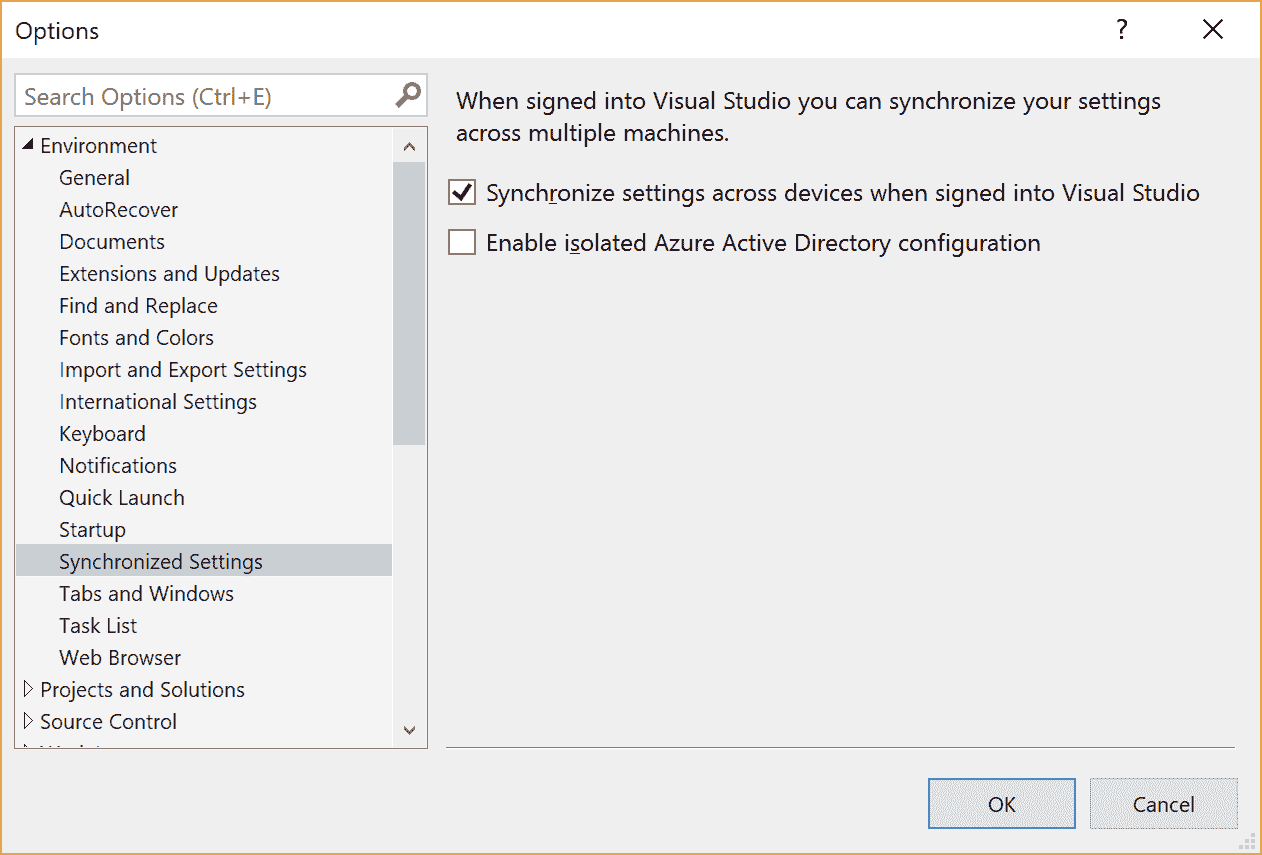 Options
?
Search Options (Ctrl+E)
Environment
General
AutoRecover
Documents
Extensions and Updates
Find and Replace
Fonts and Colors
Import and Export Settings
International Settings
Keyboard
Notifications
Quick Launch
Startup
Synchronized Settings
Tabs and Windows
Task List
Web Browser
Projects and Solutions
Source Control
When signed into Visual Studio you can synchronize your settings
across multiple machines.
Synchronize settings across devices when signed into Visual Studio
Enable isolated Azure Active Directory configuration
OK
Cancel